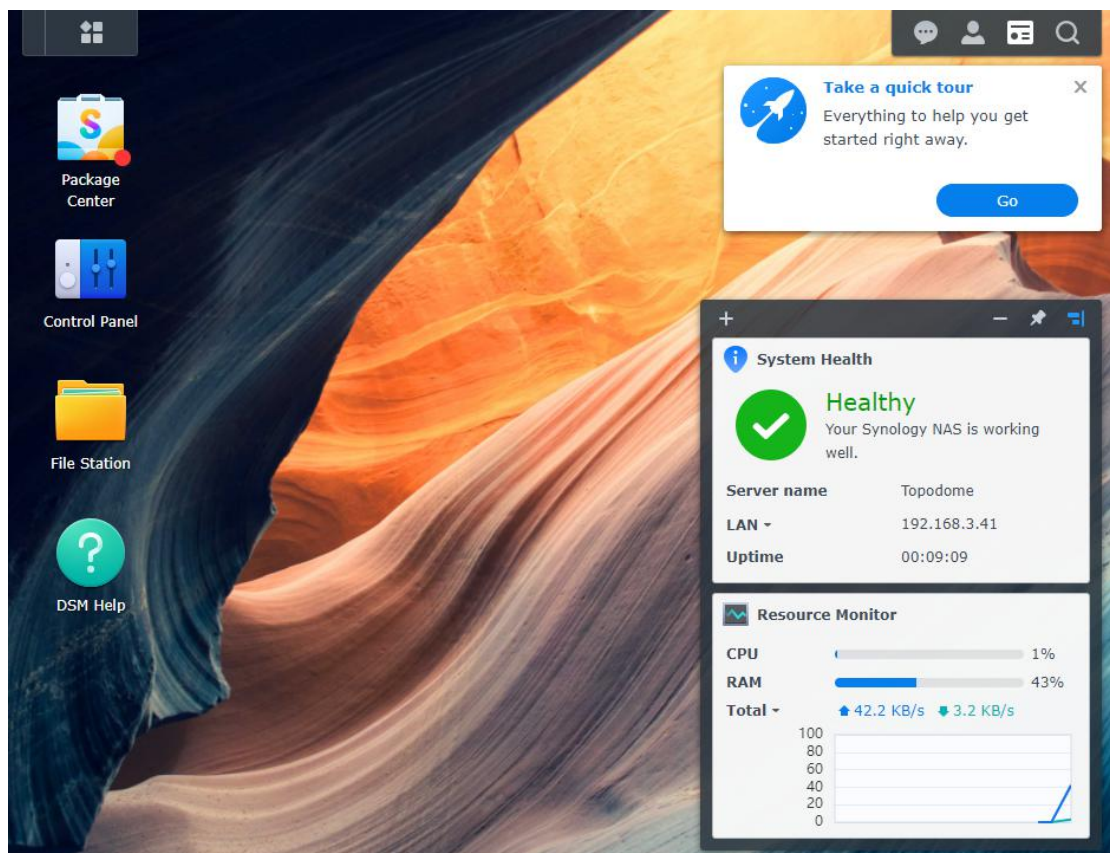 Package
Center
Control Panel
File Station
DSM Help
Take a quick tour
Everything to help you get
started right away.
Go
System Health
Healthy
Your Synology NAS is working
well.
Server name Topodome
LAN 192.168.3.41
Uptime 00:09:09
Resource Monitor
CPU 1%
RAM 43%
Total 42.2 KB/s 3.2 KB/s
100
80
60
40
20
0